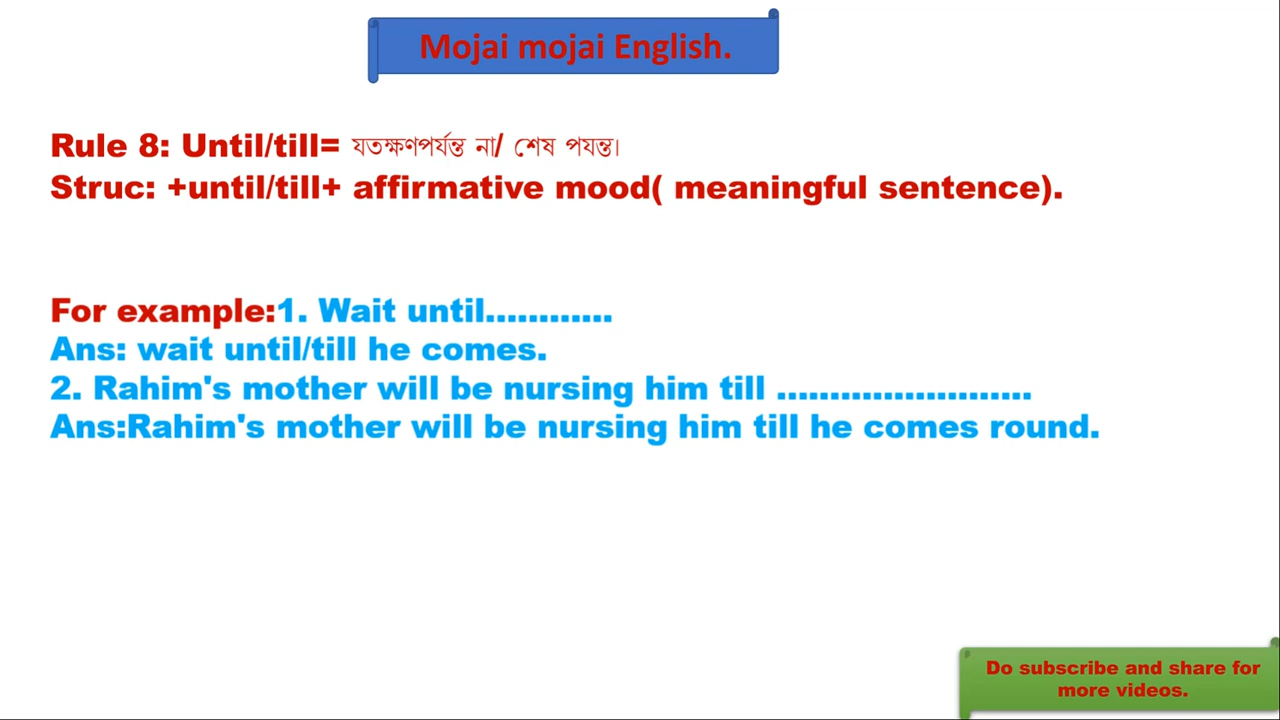 Mojai mojai English.
Rule 8: Until/till= যতক্ষণপর্যন্ত না/ শেষ পযন্ত।
Struc: +until/till+ affirmative mood( meaningful sentence).
For example:1. Wait until............
Ans: wait until/till he comes.
2. Rahim's mother will be nursing him till ........................
Ans:Rahim's mother will be nursing him till he comes round.
Do subscribe and share for
more videos.